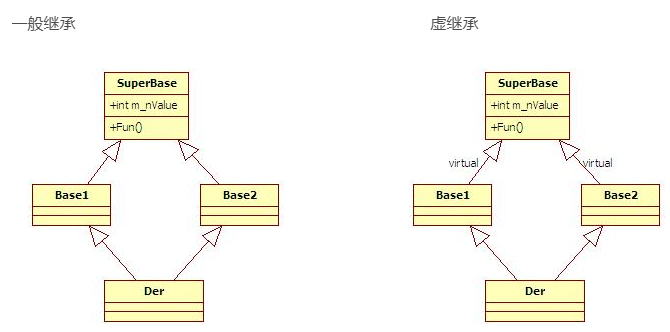 一般继承 虚继承
SuperBase SuperBase
+int m_nValue +int m_nValue
+Fun() +Fun()
virtual virtual
Base1 Base2 Base1 Base2
Der Der